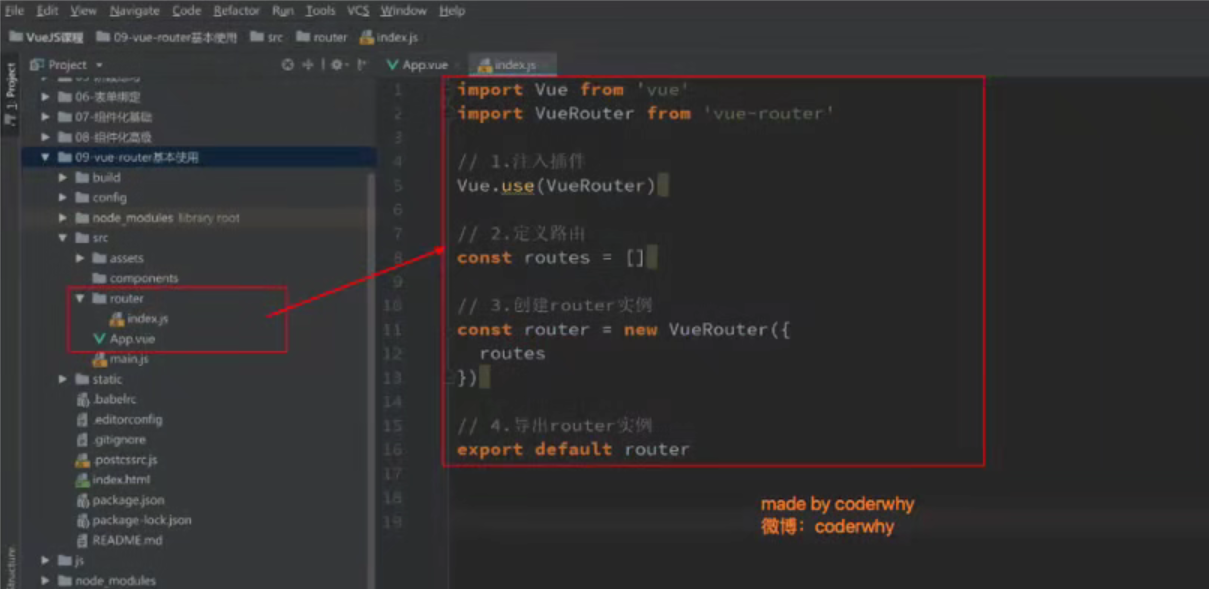 File Edit View Navigate Code Refactor Run Tools VCS Window Help
VueJS课程 09-vue-router基本使用 src router index.js
Project App.vue index.js
1: Project
06-表单绑定
07-组件化基础
08-组件化高级
09-vue-router基本使用
build
config
node_modules library root
src
assets
components
router
index.js
App.vue
main.js
static
.babelrc
.editorconfig
.gitignore
.postcssrc.js
index.html
package.json
package-lock.json
README.md
js
node_modules
Structure
1 import Vue from 'vue'
2 import VueRouter from 'vue-router'
3
4 // 1.注入插件
5 Vue.use(VueRouter)
6
7 // 2.定义路由
8 const routes = []
9
10 // 3.创建router实例
11 const router = new VueRouter({
12 routes
13 })
14
15 // 4.导出router实例
16 export default router
17
18
19
made by coderwhy
微博：coderwhy